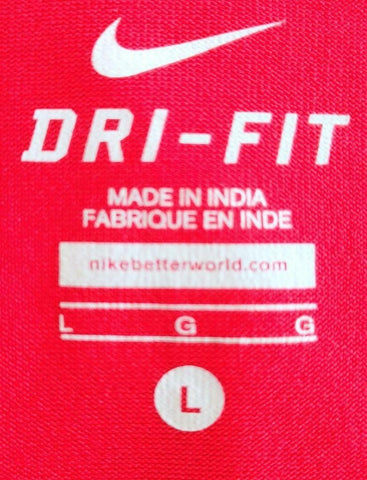 DRI-FIT
MADE IN INDIA
FABRIQUE EN INDE
nikebetterworld.com
L G G
L